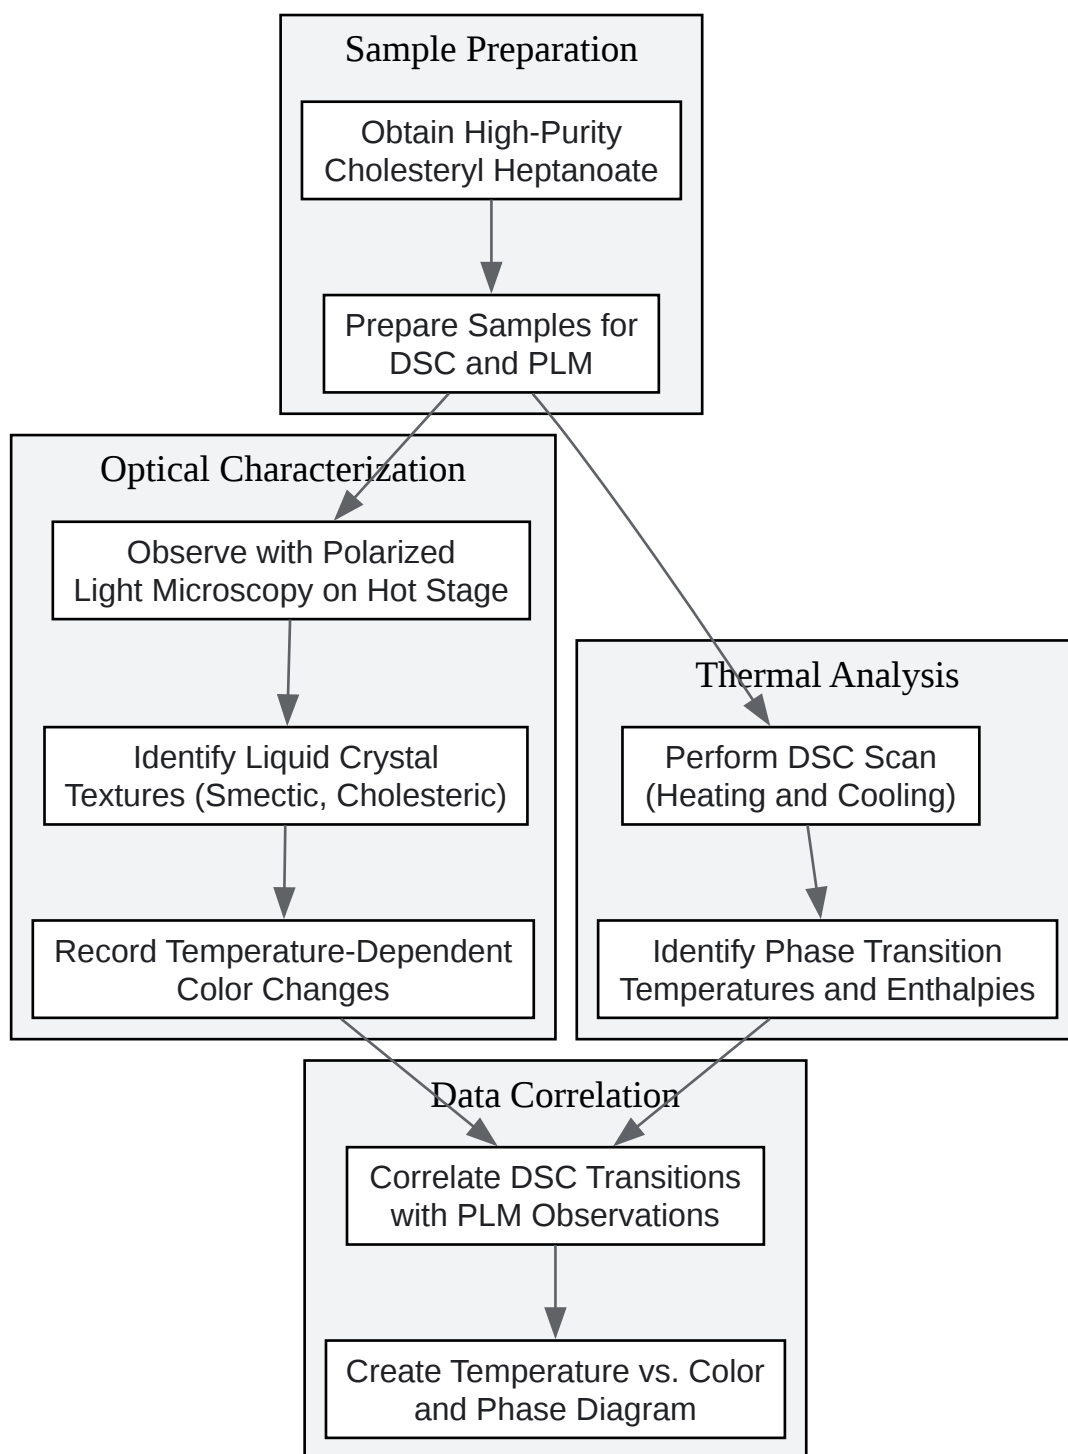 Sample Preparation
Obtain High-Purity
Cholesteryl Heptanoate
Prepare Samples for
DSC and PLM
Optical Characterization
Observe with Polarized
Light Microscopy on Hot Stage
Identify Liquid Crystal
Textures (Smectic, Cholesteric)
Record Temperature-Dependent
Color Changes
Thermal Analysis
Perform DSC Scan
(Heating and Cooling)
Identify Phase Transition
Temperatures and Enthalpies
Data Correlation
Correlate DSC Transitions
with PLM Observations
Create Temperature vs. Color
and Phase Diagram